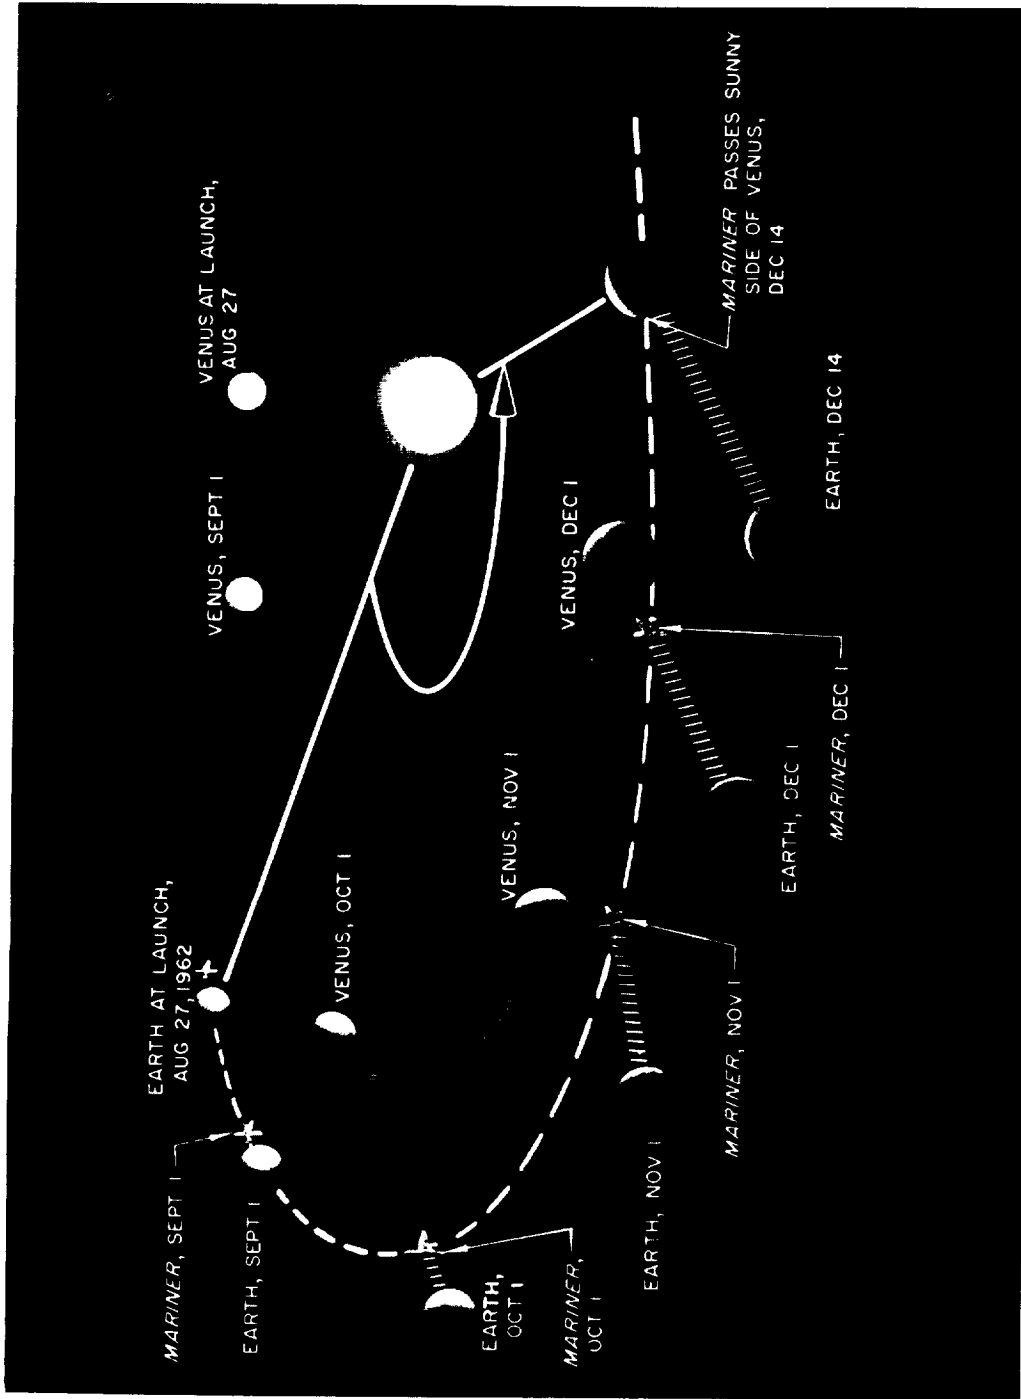 EARTH AT LAUNCH,
AUG 27, 1962
MARINER, SEPT 1
EARTH, SEPT 1
VENUS, SEPT 1
VENUS AT LAUNCH,
AUG 27
VENUS, OCT 1
EARTH,
OCT 1
MARINER,
OCT 1
VENUS, NOV 1
EARTH, NOV 1
MARINER, NOV 1
VENUS, DEC 1
EARTH, DEC 1
MARINER, DEC 1
EARTH, DEC 14
MARINER PASSES SUNNY
SIDE OF VENUS,
DEC 14